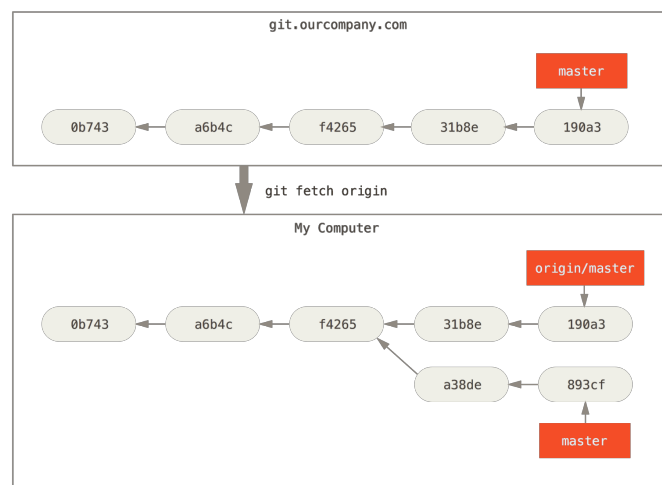 git.ourcompany.com
master
0b743 a6b4c f4265 31b8e 190a3
git fetch origin
My Computer
origin/master
0b743 a6b4c f4265 31b8e 190a3
a38de 893cf
master